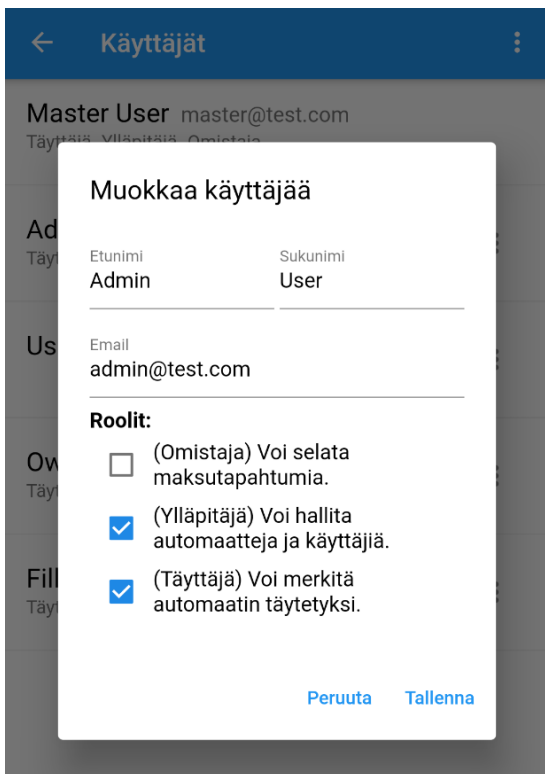 Käyttäjät
Master User master@test.com
Täyttäjä, Ylläpitäjä, Omistaja
Muokkaa käyttäjää
Etunimi
Sukunimi
Admin
User
Email
admin@test.com
Roolit:
(Omistaja) Voi selata
maksutapahtumia.
(Ylläpitäjä) Voi hallita
automaatteja ja käyttäjiä.
(Täyttäjä) Voi merkitä
automaatin täytetyksi.
Peruuta Tallenna